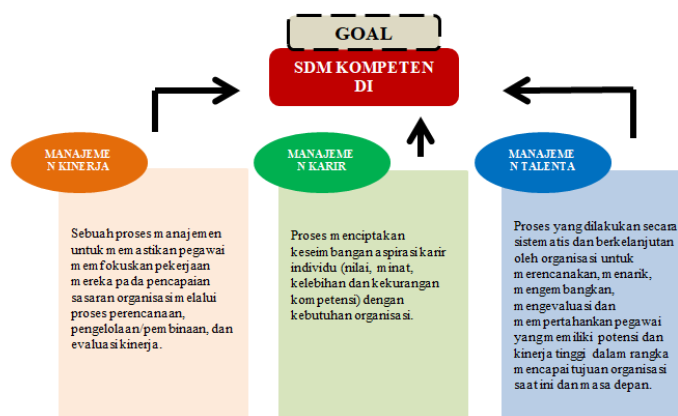 GOAL
SDM KOMPETEN
DI
MANAJEME
N KINERJA
Sebuah proses manajemen
untuk memastikan pegawai
memfokuskan pekerjaan
mereka pada pencapaian
sasaran organisasi melalui
proses perencanaan,
pengelolaan/pembinaan, dan
evaluasi kinerja.
MANAJEME
N KARIR
Proses menciptakan
keseimbangan aspirasi karir
individu (nilai, minat,
kelebihan dan kekurangan
kompetensi) dengan
kebutuhan organisasi.
MANAJEME
N TALENTA
Proses yang dilakukan secara
sistematis dan berkelanjutan
oleh organisasi untuk
merencanakan, menarik,
mengembangkan,
mengevaluasi dan
mempertahankan pegawai
yang memiliki potensi dan
kinerja tinggi dalam rangka
mencapai tujuan organisasi
saat ini dan masa depan.